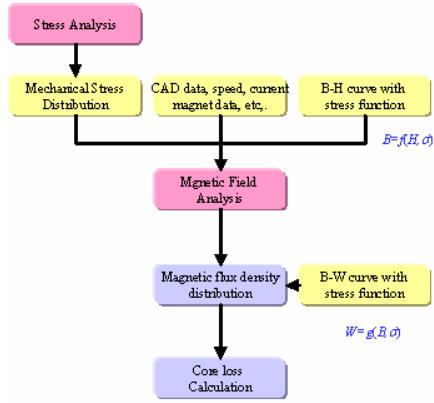 Stress Analysis
Mechanical Stress
Distribution
CAD data, speed, current
magnet data, etc,.
B-H curve with
stress function
B=f(H,σ)
Mgnetic Field
Analysis
Magnetic flux density
distribution
B-W curve with
stress function
W=g(B,σ)
Core loss
Calculation